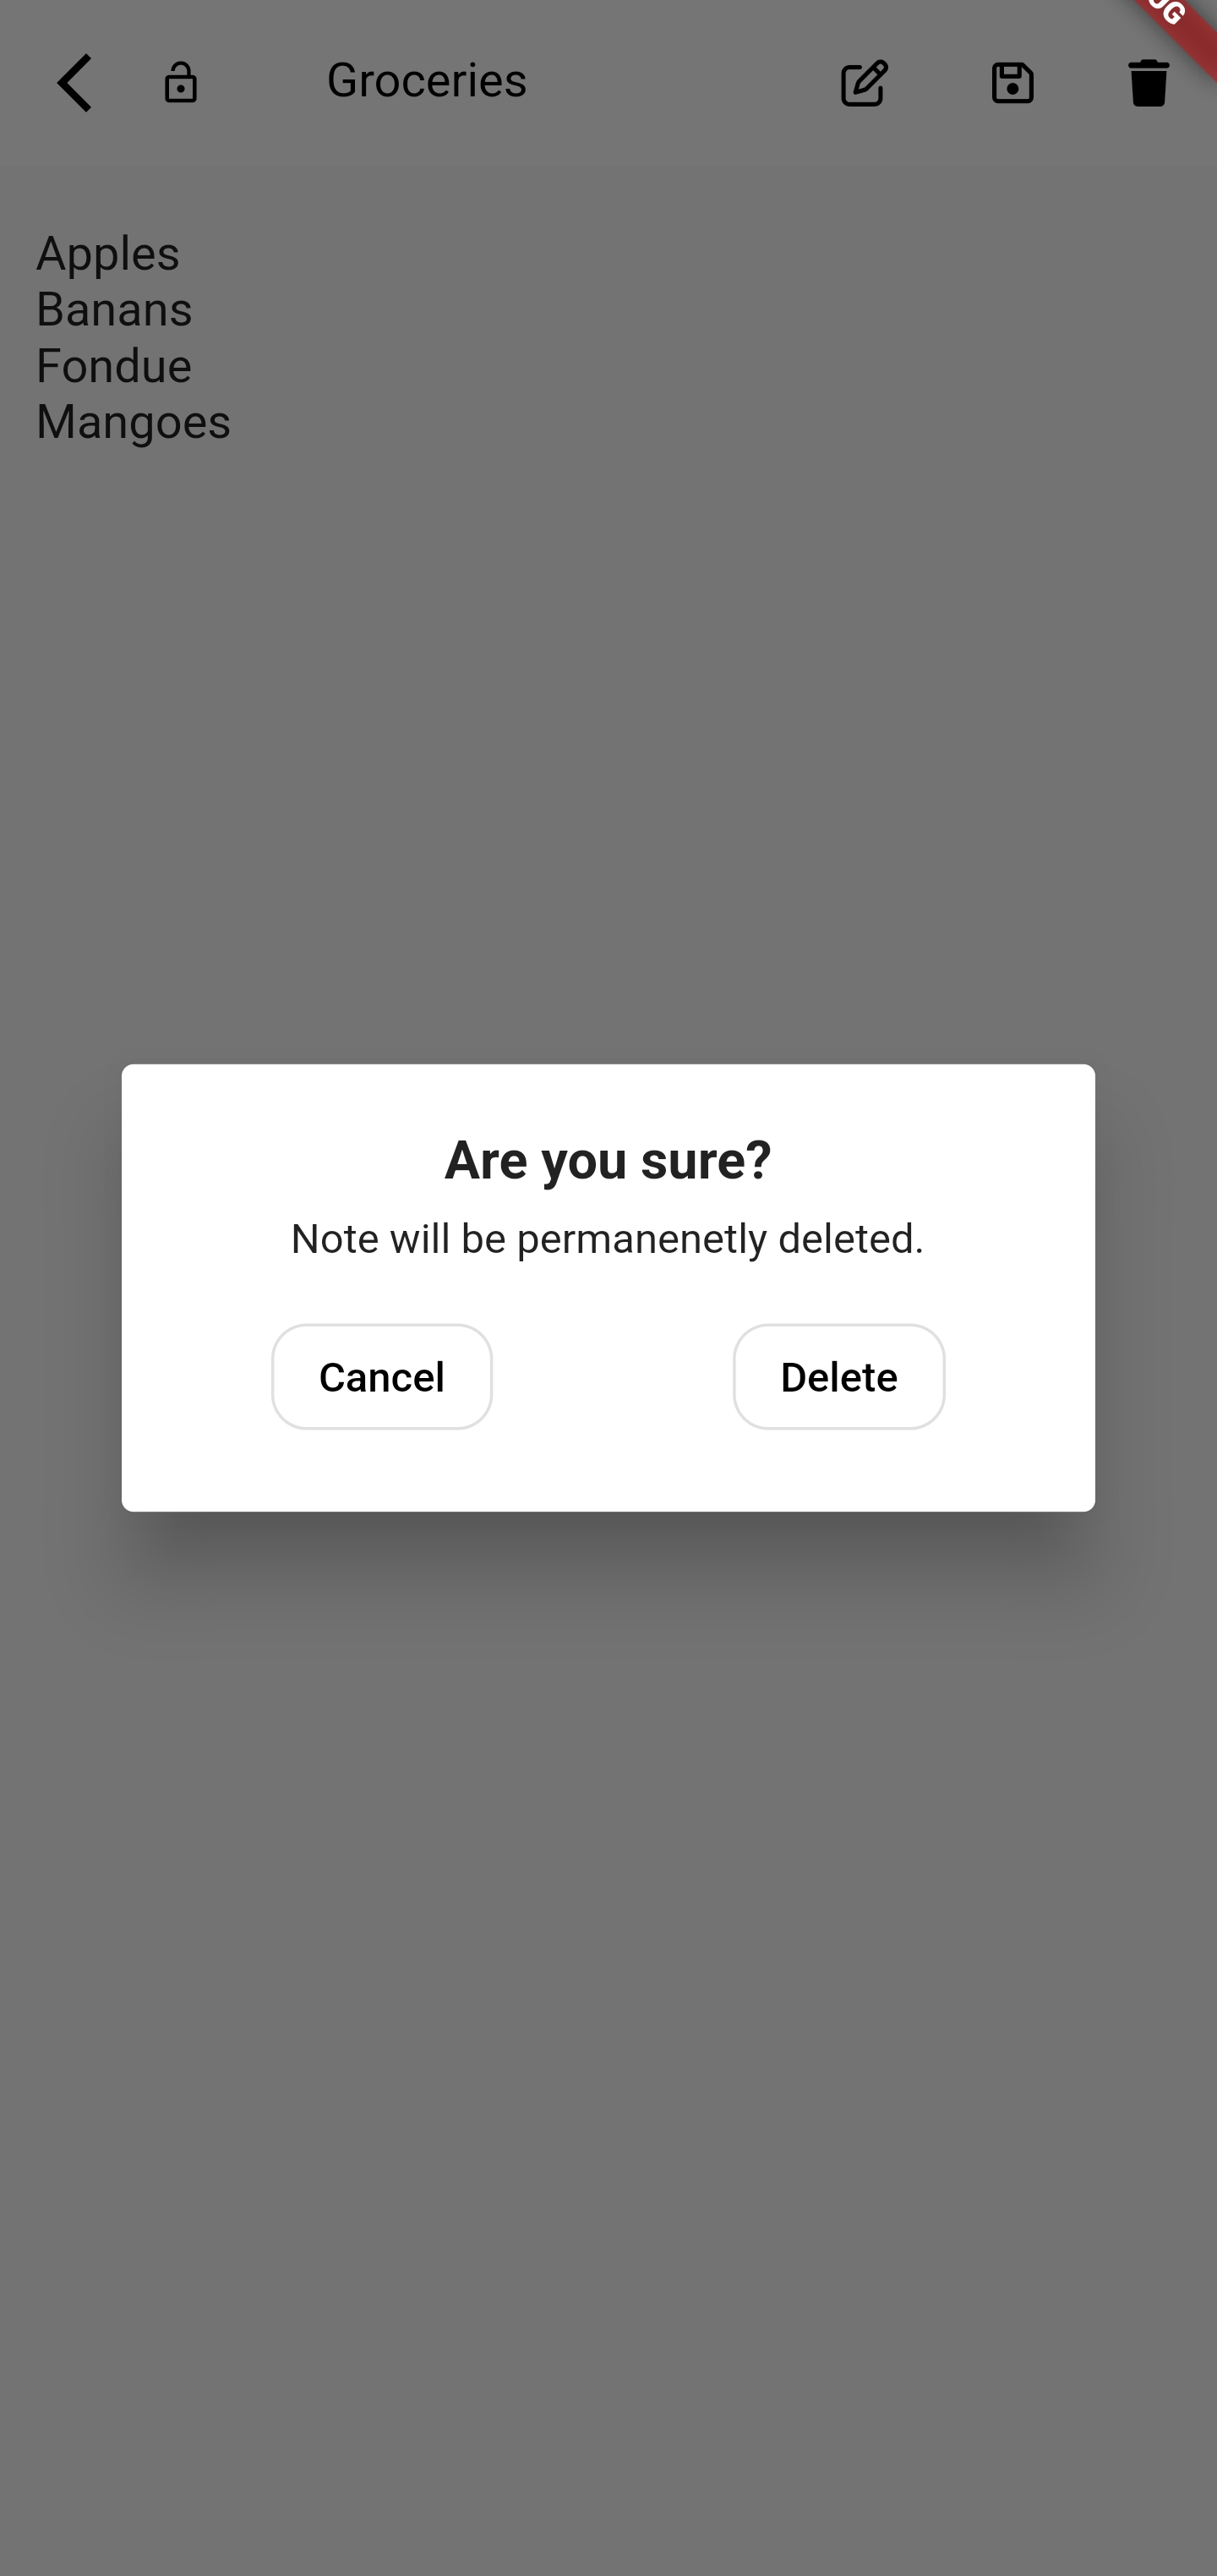 Groceries
Apples
Banans
Fondue
Mangoes
Are you sure?
Note will be permanenetly deleted.
Cancel
Delete